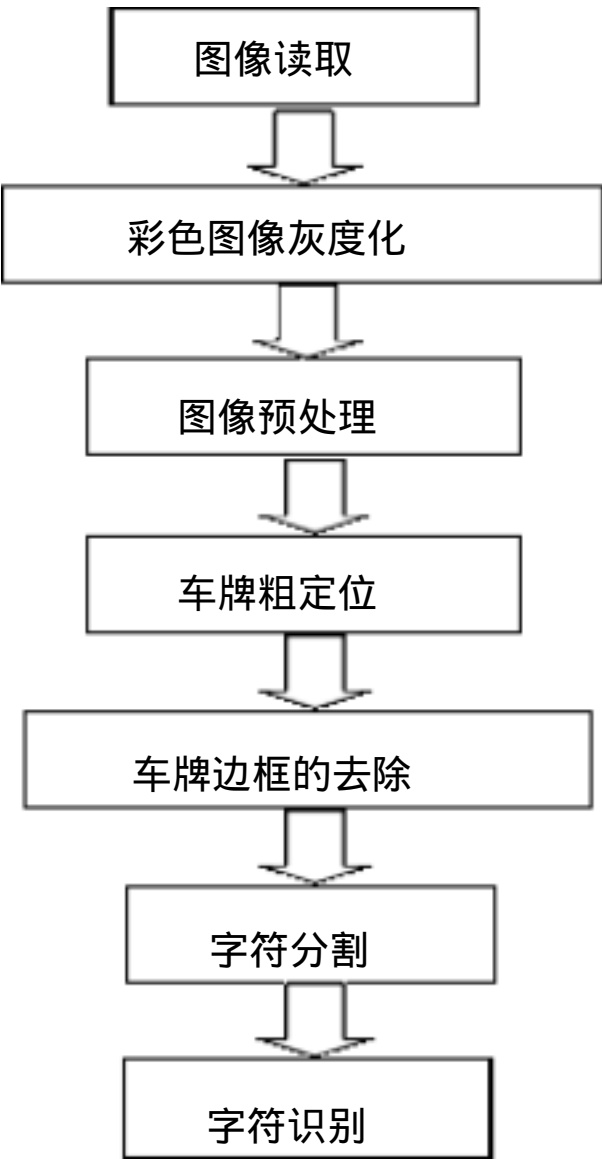 图像读取
彩色图像灰度化
图像预处理
车牌粗定位
车牌边框的去除
字符分割
字符识别